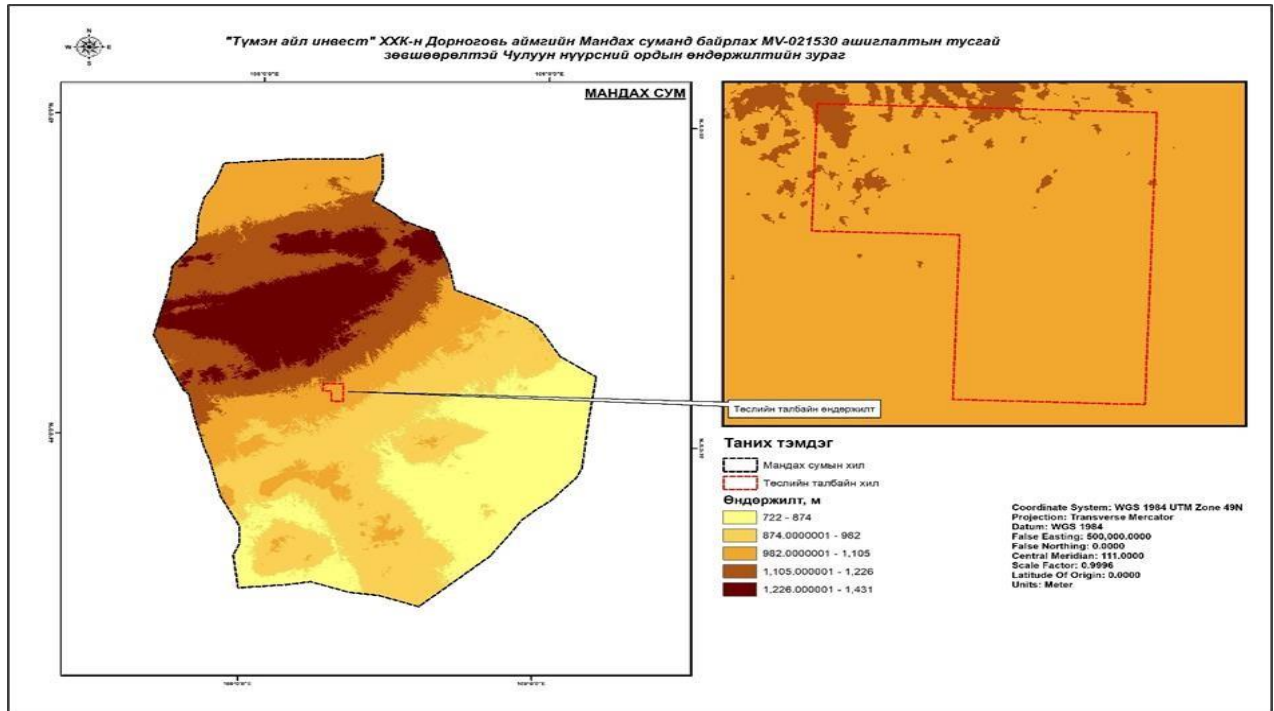 N
W E
S
"Түмэн айл инвест" ХХК-н Дорноговь аймгийн Мандах суманд байрлах MV-021530 ашиглалтын тусгай
зөвшөөрөлтэй Чулуун нүүрсний ордын өндөржилтийн зураг
МАНДАХ СУМ
Төслийн талбайн өндөржилт
Таних тэмдэг
Мандах сумын хил
Төслийн талбайн хил
Өндөржилт, м
722 - 874
874.0000001 - 982
982.0000001 - 1,105
1,105.000001 - 1,226
1,226.000001 - 1,431
Coordinate System: WGS 1984 UTM Zone 49N
Projection: Transverse Mercator
Datum: WGS 1984
False Easting: 500,000.0000
False Northing: 0.0000
Central Meridian: 111.0000
Scale Factor: 0.9996
Latitude Of Origin: 0.0000
Units: Meter